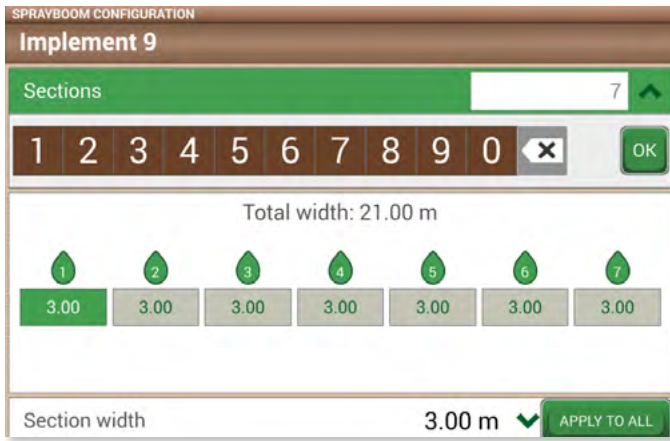 SPRAYBOOM CONFIGURATION
Implement 9
Sections 7
1 2 3 4 5 6 7 8 9 0 OK
Total width: 21.00 m
1 2 3 4 5 6 7
3.00 3.00 3.00 3.00 3.00 3.00 3.00
Section width 3.00 m APPLY TO ALL